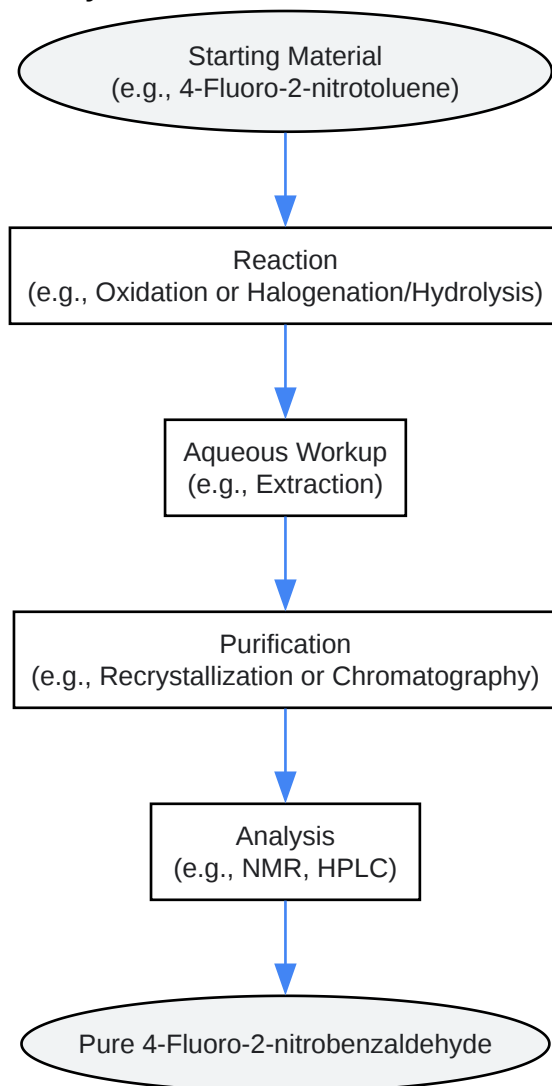 Starting Material
(e.g., 4-Fluoro-2-nitrotoluene)
Reaction
(e.g., Oxidation or Halogenation/Hydrolysis)
Aqueous Workup
(e.g., Extraction)
Purification
(e.g., Recrystallization or Chromatography)
Analysis
(e.g., NMR, HPLC)
Pure 4-Fluoro-2-nitrobenzaldehyde